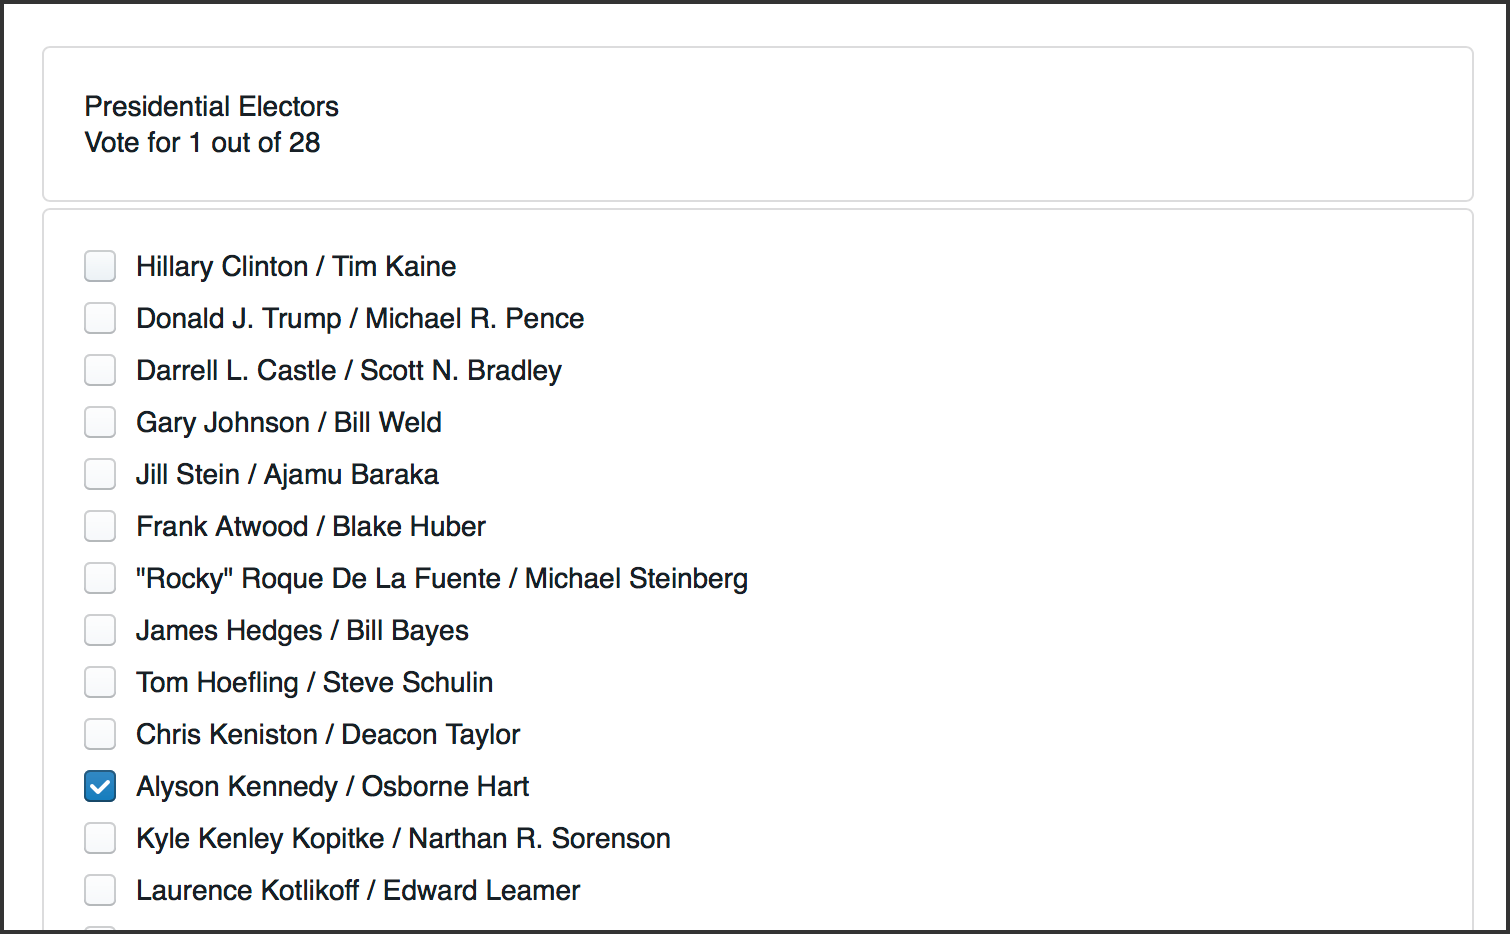 Presidential Electors
Vote for 1 out of 28
Hillary Clinton / Tim Kaine
Donald J. Trump / Michael R. Pence
Darrell L. Castle / Scott N. Bradley
Gary Johnson / Bill Weld
Jill Stein / Ajamu Baraka
Frank Atwood / Blake Huber
"Rocky" Roque De La Fuente / Michael Steinberg
James Hedges / Bill Bayes
Tom Hoefling / Steve Schulin
Chris Keniston / Deacon Taylor
Alyson Kennedy / Osborne Hart
Kyle Kenley Kopitke / Narthan R. Sorenson
Laurence Kotlikoff / Edward Leamer